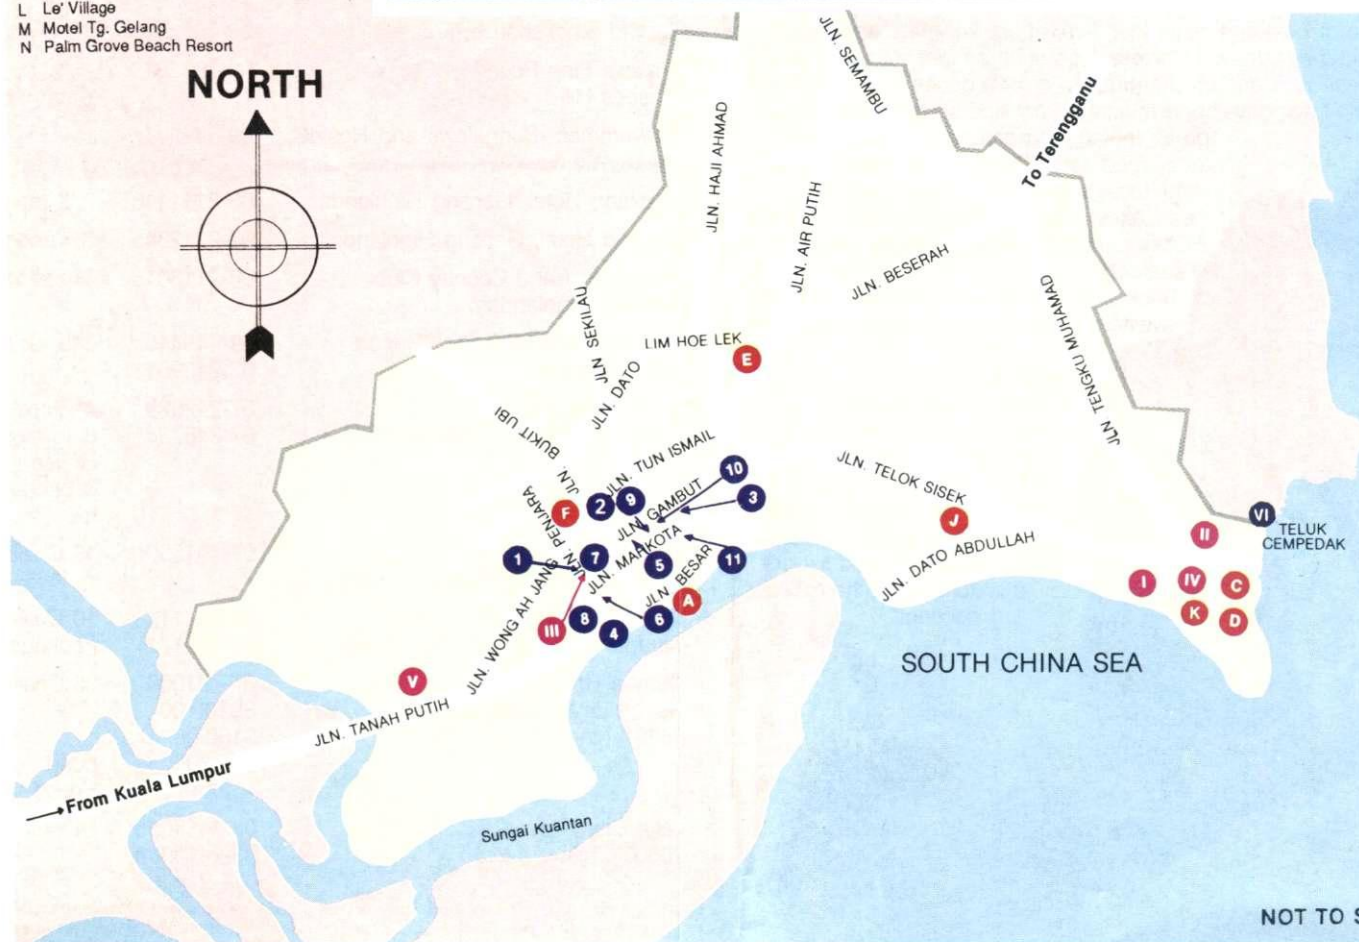 L Le' Village
M Motel Tg. Gelang
N Palm Grove Beach Resort
NORTH
JLN. SEMAMBU
To Terengganu
JLN. HAJI AHMAD
JLN. AIR PUTIH
JLN. BESERAH
JLN TENGKU MUHAMAD
JLN SEKILAU
JLN. DATO
LIM HOE LEK
E
JLN. BUKIT UBI
JLN. TUN ISMAIL
JLN. TELOK SISEK
J
10
3
F
2
9
JLN. GAMBUT
JLN. PENJARA
JLN. MAHKOTA
1
7
5
11
JLN BESAR
A
JLN. DATO ABDULLAH
VI
TELUK
CEMPEDAK
II
I
IV
C
K
D
III
8
4
6
JLN. WONG AH JANG
V
JLN. TANAH PUTIH
SOUTH CHINA SEA
From Kuala Lumpur
Sungai Kuantan
NOT TO